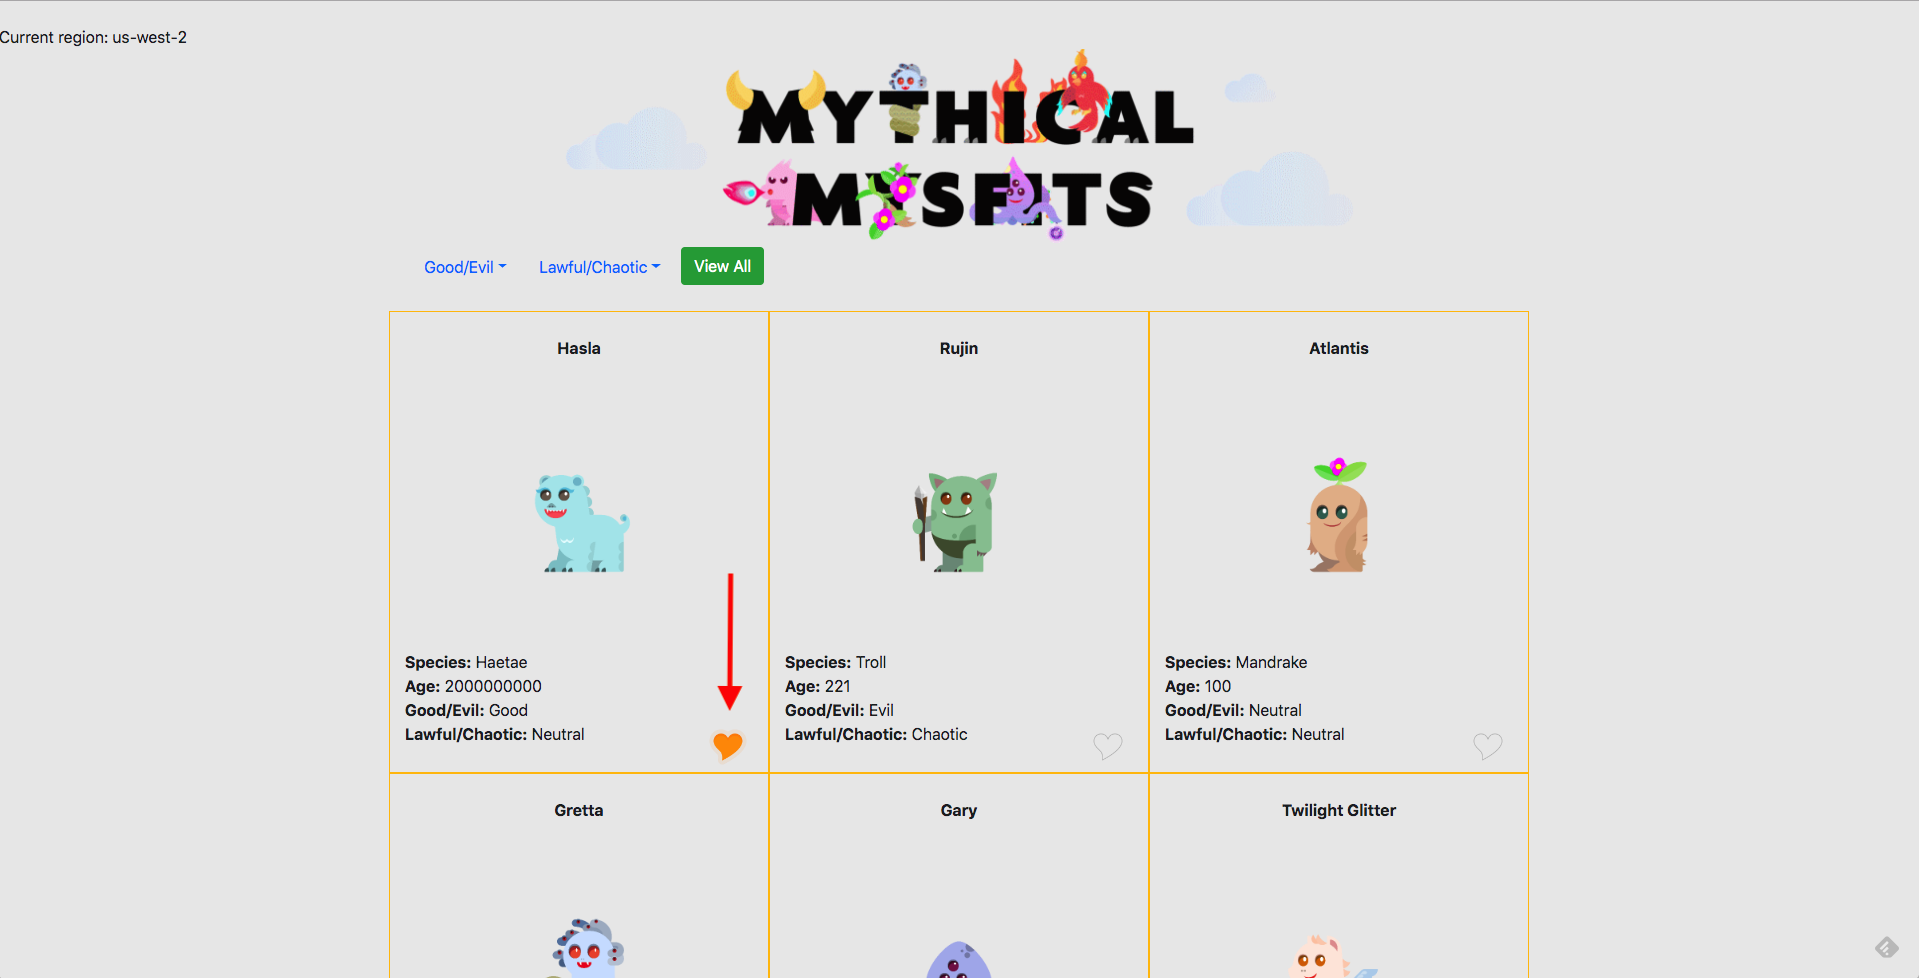 Current region: us-west-2
MYTHICAL
MYSFITS
Good/Evil
Lawful/Chaotic
View All
Hasla
Rujin
Atlantis
Species: Haetae
Age: 2000000000
Good/Evil: Good
Lawful/Chaotic: Neutral
Species: Troll
Age: 221
Good/Evil: Evil
Lawful/Chaotic: Chaotic
Species: Mandrake
Age: 100
Good/Evil: Neutral
Lawful/Chaotic: Neutral
Gretta
Gary
Twilight Glitter